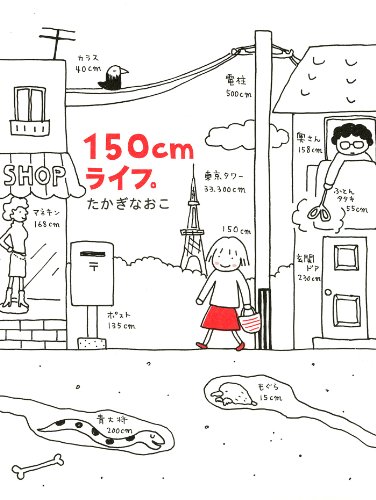 カラス
40cm
電柱
500cm
奥さん
158cm
150cm
ライフ。
たかぎなおこ
SHOP
マネキン
168cm
東京タワー
33,300cm
ふとん
タタキ
55cm
150cm
玄関
ドア
230cm
〒
ポスト
135cm
もぐら
15cm
青大将
200cm